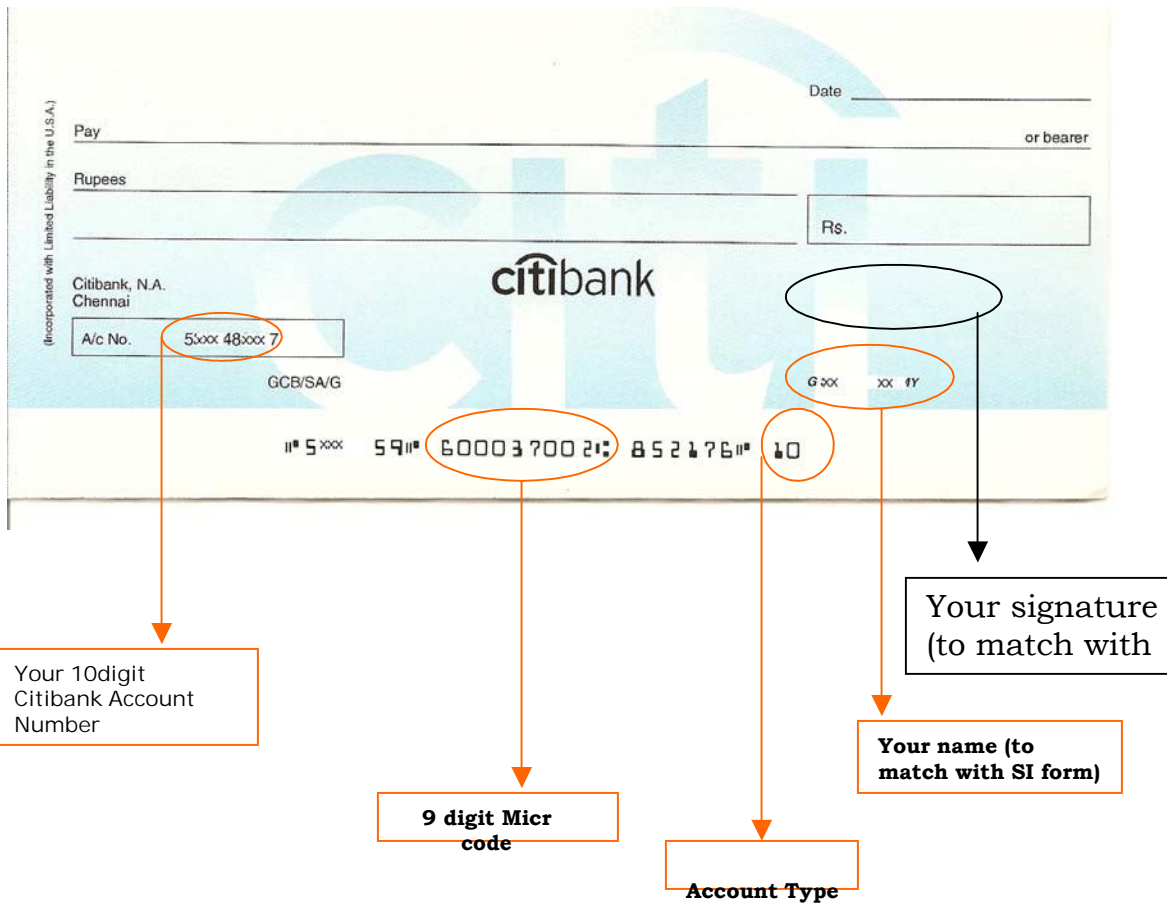 Date
Pay
or bearer
Rupees
Rs.
(Incorporated with Limited Liability in the U.S.A.)
citibank
Citibank, N.A.
Chennai
A/c No. 5xxx 48xxx 7
GCB/SA/G
G xx xx MY
⑈5xxx 59⑈ 600037002⑆ 852176⑈ 10
Your signature
(to match with
Your 10digit
Citibank Account
Number
Your name (to
match with SI form)
9 digit Micr
code
Account Type